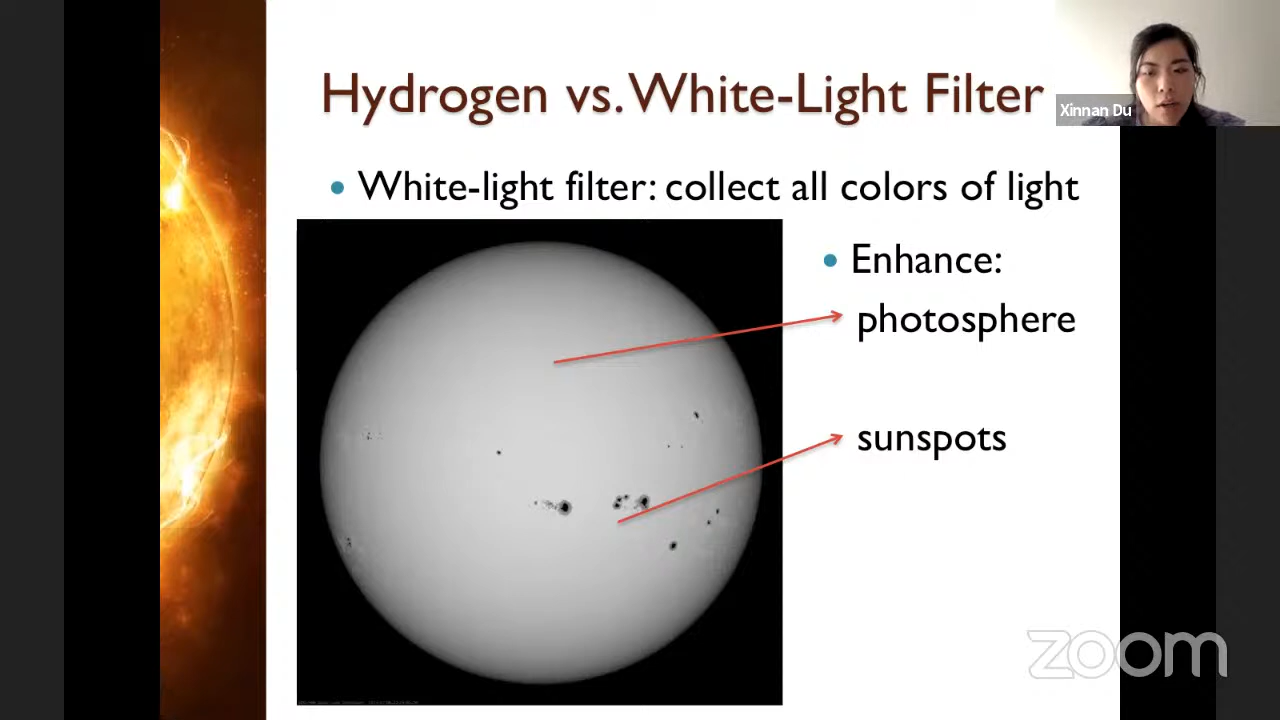 Hydrogen vs. White-Light Filter
Xinnan Du
• White-light filter: collect all colors of light
• Enhance:
photosphere
sunspots
zoom